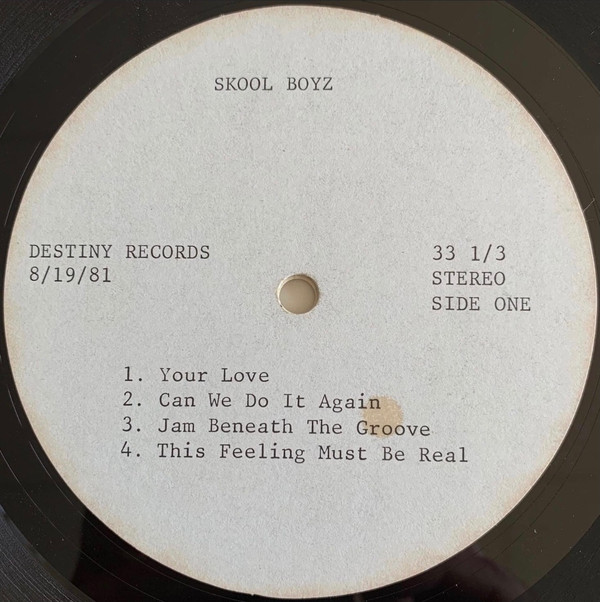 SKOOL BOYZ
DESTINY RECORDS
8/19/81
33 1/3
STEREO
SIDE ONE
1. Your Love
2. Can We Do It Again
3. Jam Beneath The Groove
4. This Feeling Must Be Real